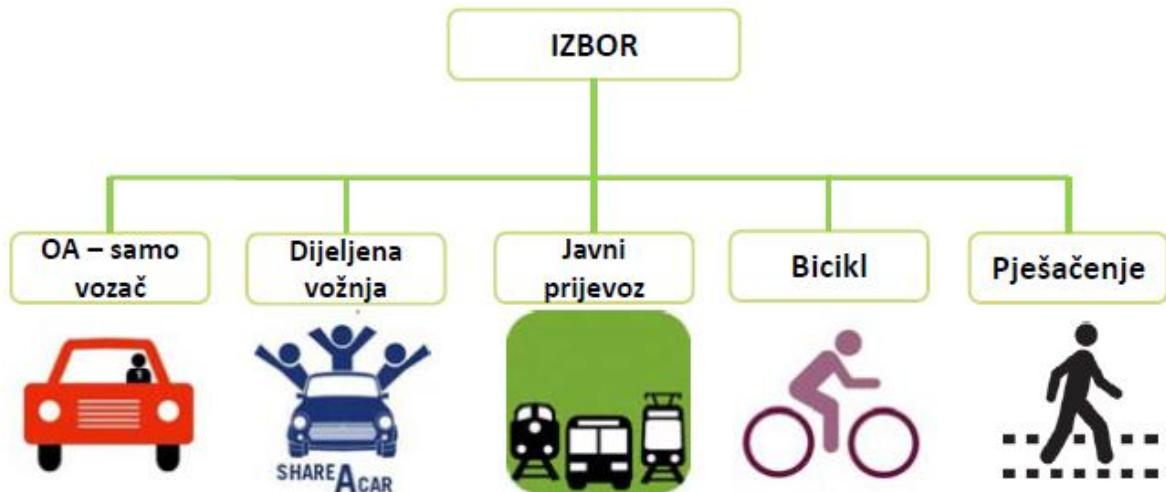 IZBOR
OA – samo
vozač
Dijeljena
vožnja
Javni
prijevoz
Bicikl
Pješačenje
SHARE A CAR